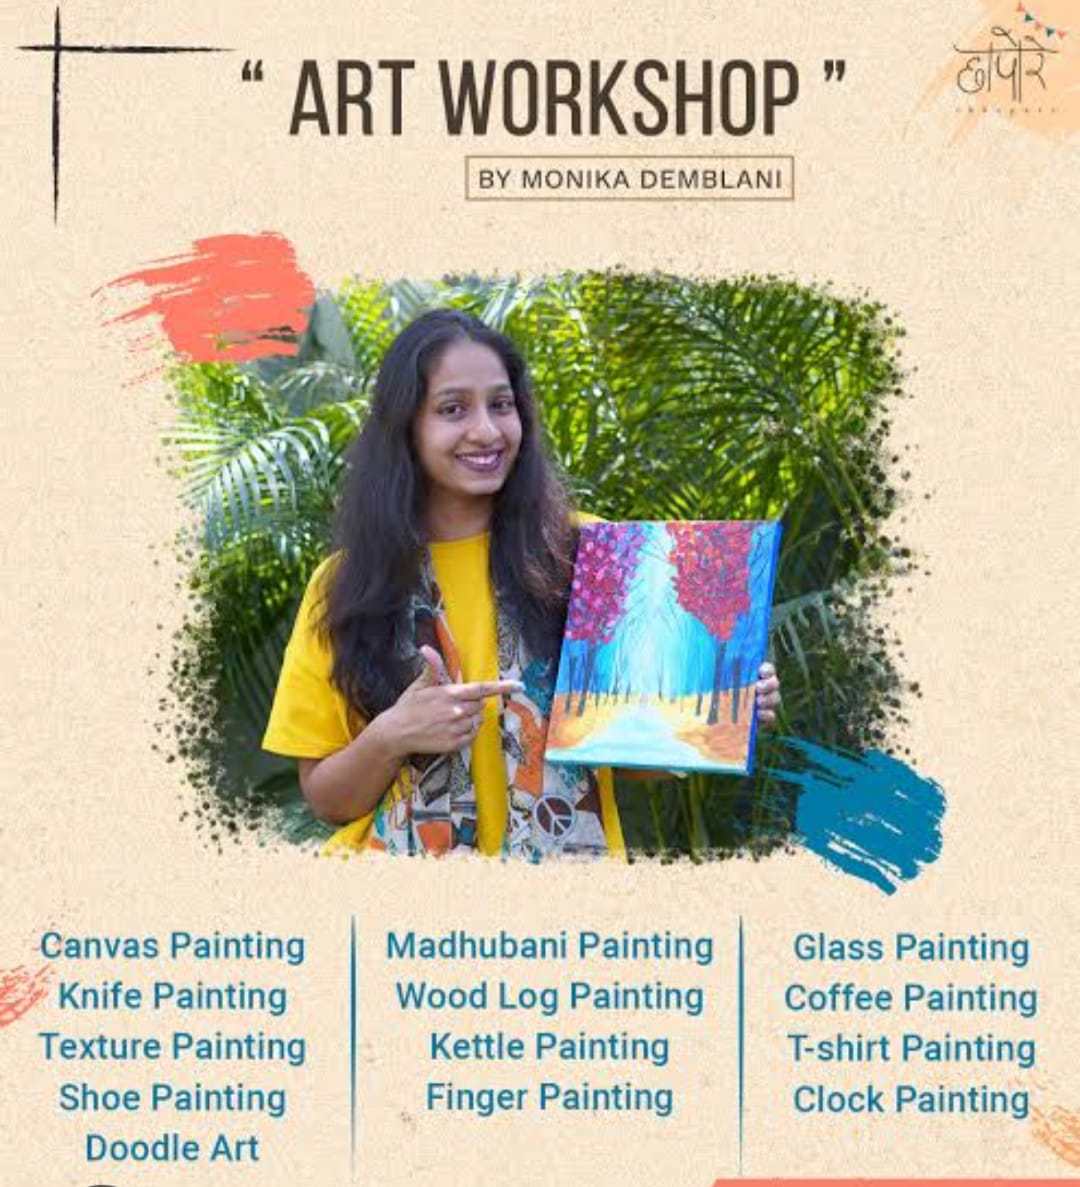 “ ART WORKSHOP ”
छापोरे
BY MONIKA DEMBLANI
Canvas Painting
Knife Painting
Texture Painting
Shoe Painting
Doodle Art
Madhubani Painting
Wood Log Painting
Kettle Painting
Finger Painting
Glass Painting
Coffee Painting
T-shirt Painting
Clock Painting